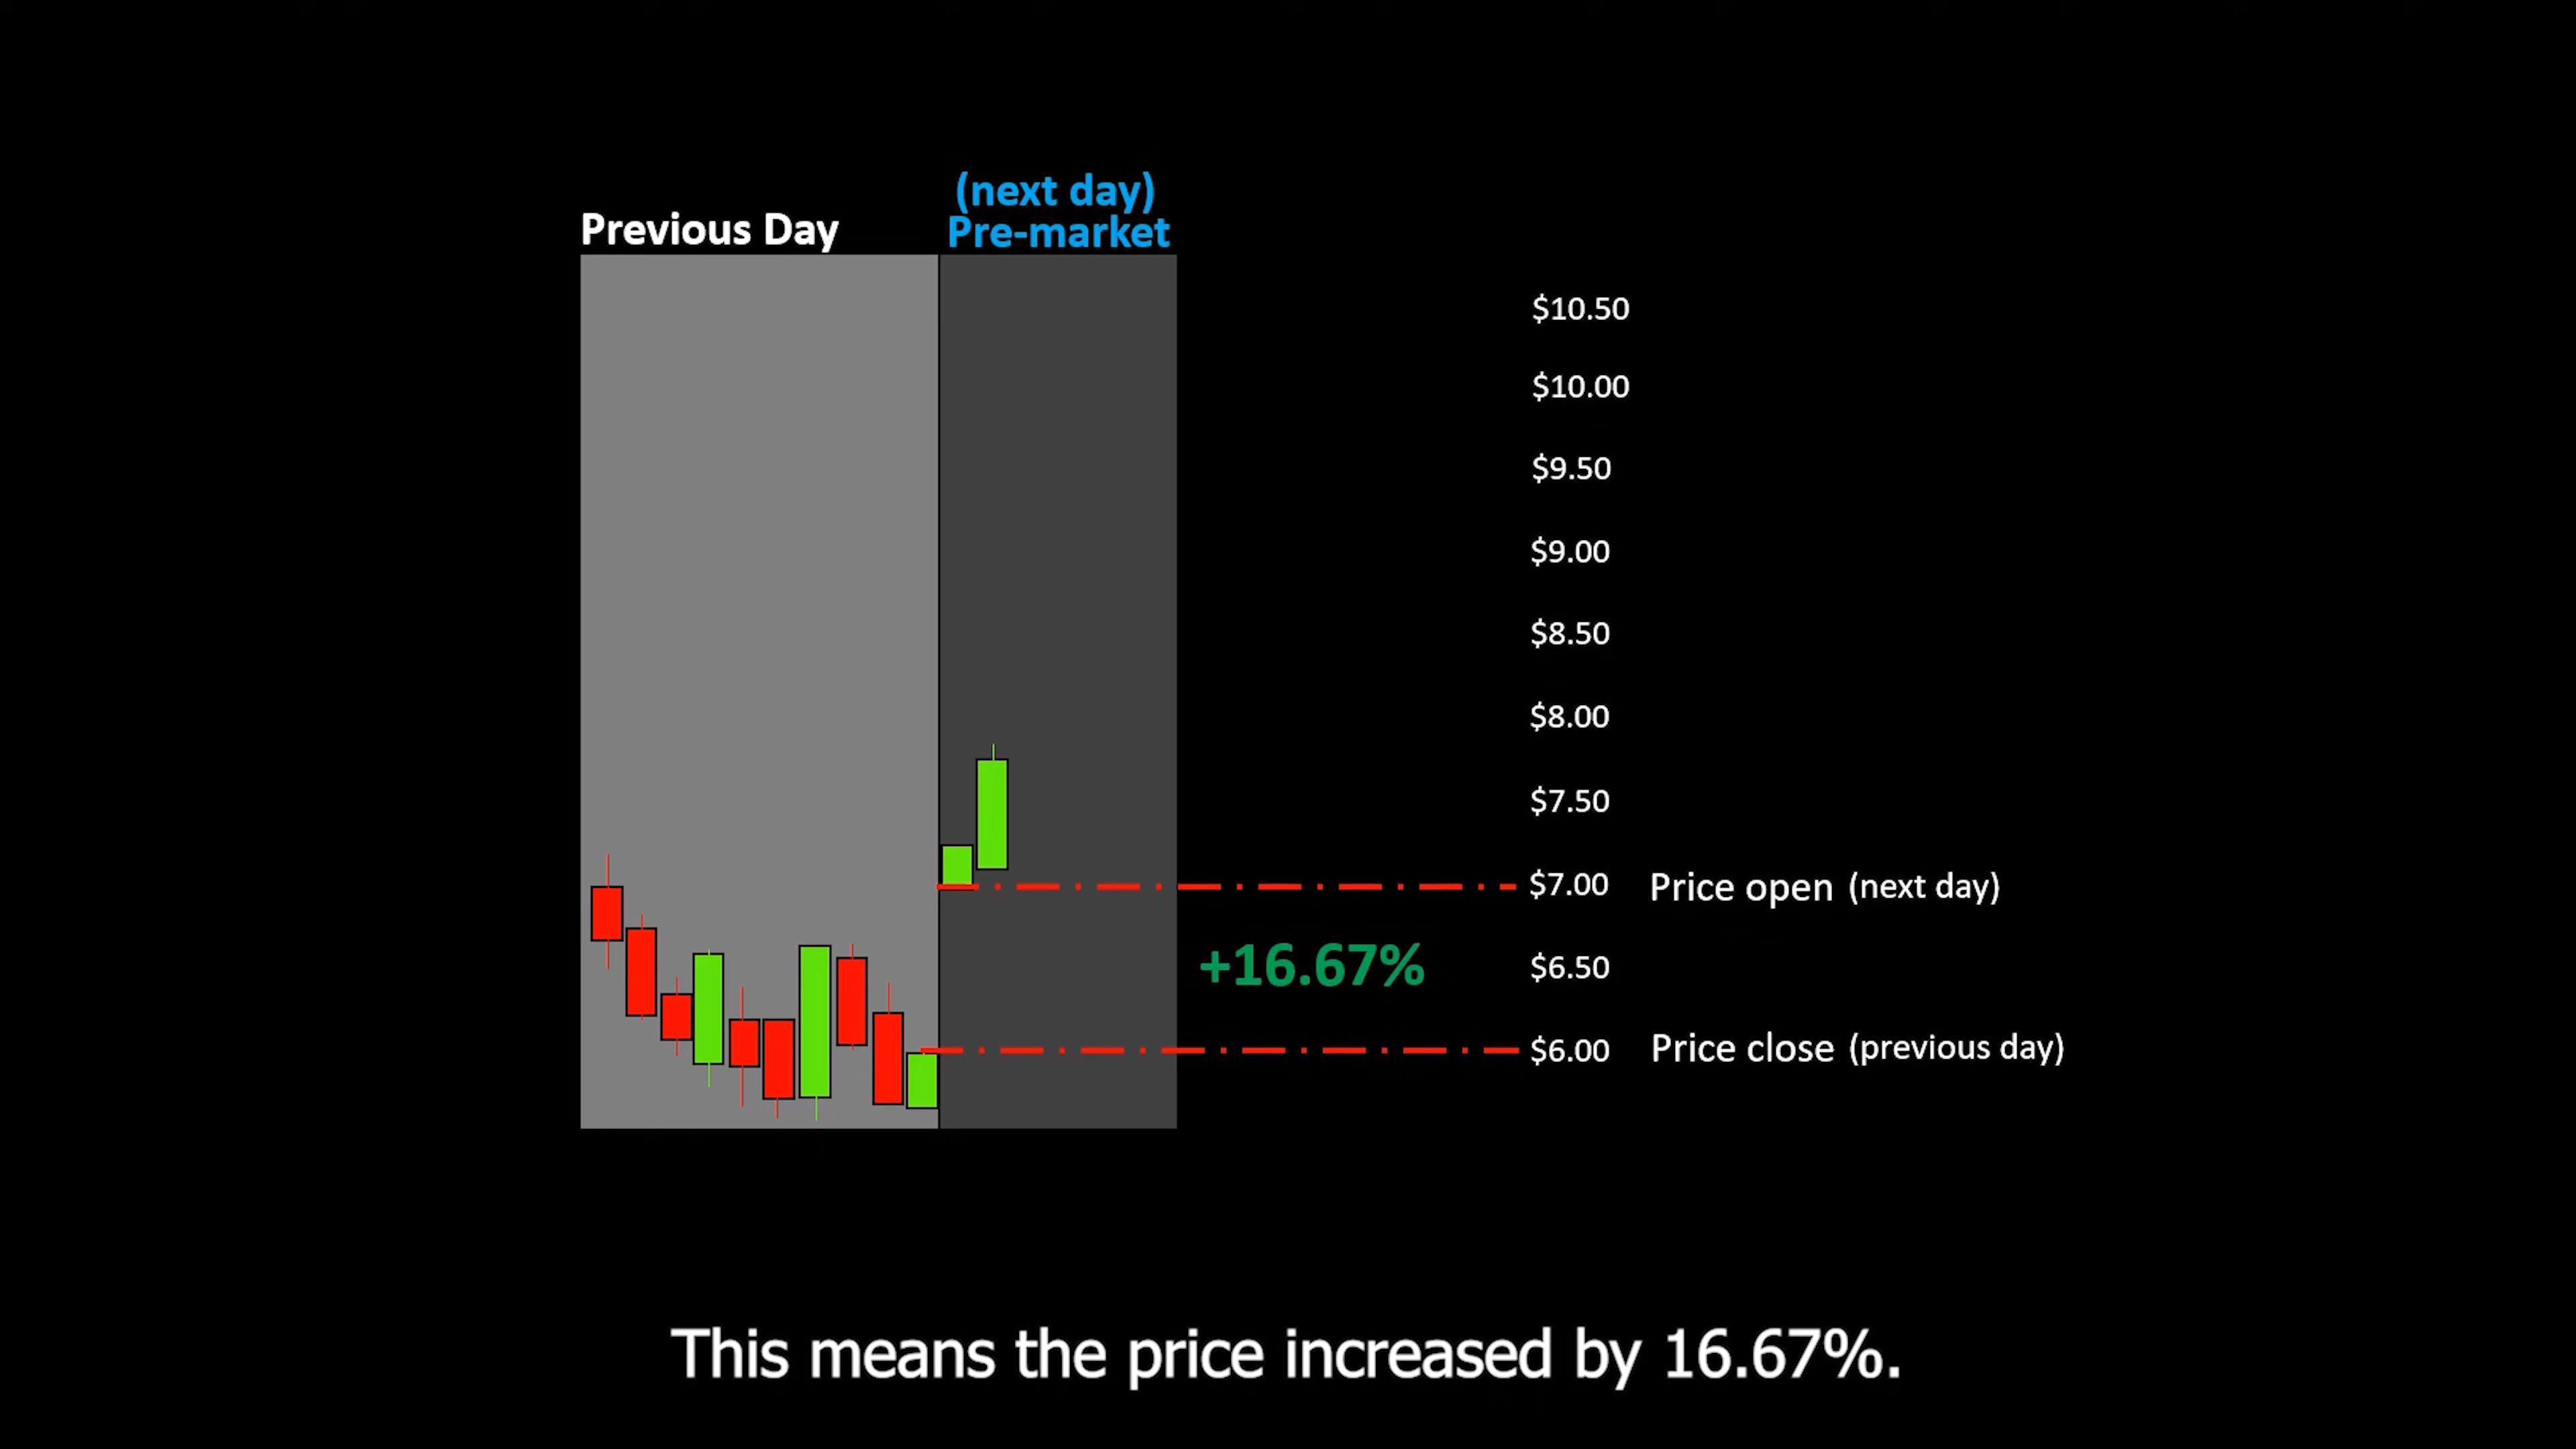 (next day)
Previous Day
Pre-market
$10.50
$10.00
$9.50
$9.00
$8.50
$8.00
$7.50
$7.00 Price open (next day)
+16.67%
$6.50
$6.00 Price close (previous day)
This means the price increased by 16.67%.